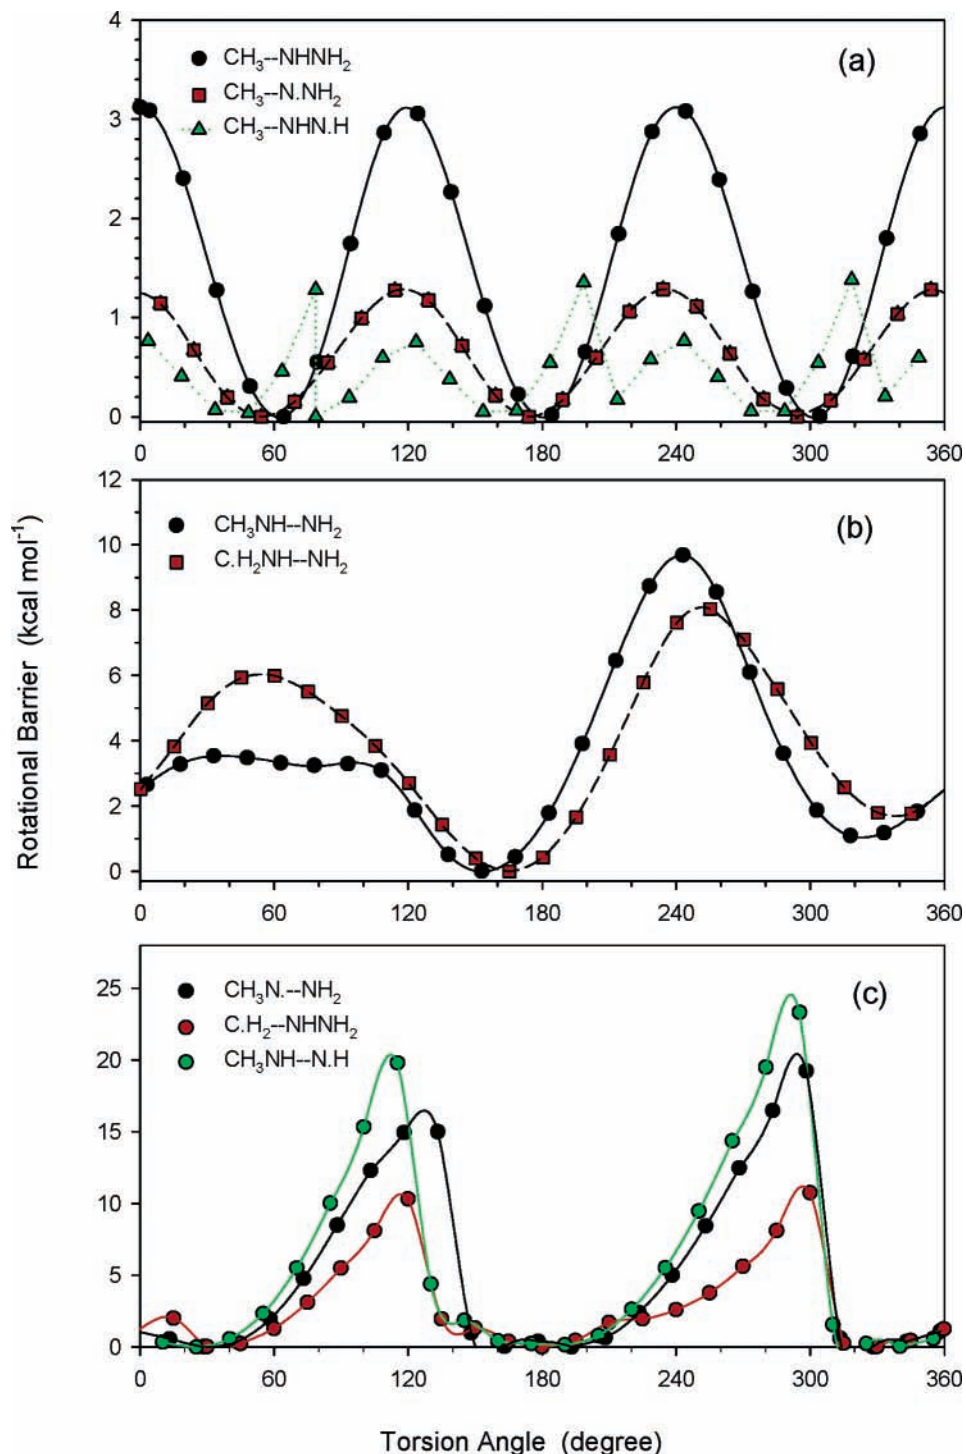 4
3
2
1
0
(a)
CH₃--NHNH₂
CH₃--N.NH₂
CH₃--NHN.H
0 60 120 180 240 300 360
12
10
8
6
4
2
0
(b)
CH₃NH--NH₂
C.H₂NH--NH₂
0 60 120 180 240 300 360
Rotational Barrier (kcal mol⁻¹)
25
20
15
10
5
0
(c)
CH₃N.--NH₂
C.H₂--NHNH₂
CH₃NH--N.H
0 60 120 180 240 300 360
Torsion Angle (degree)